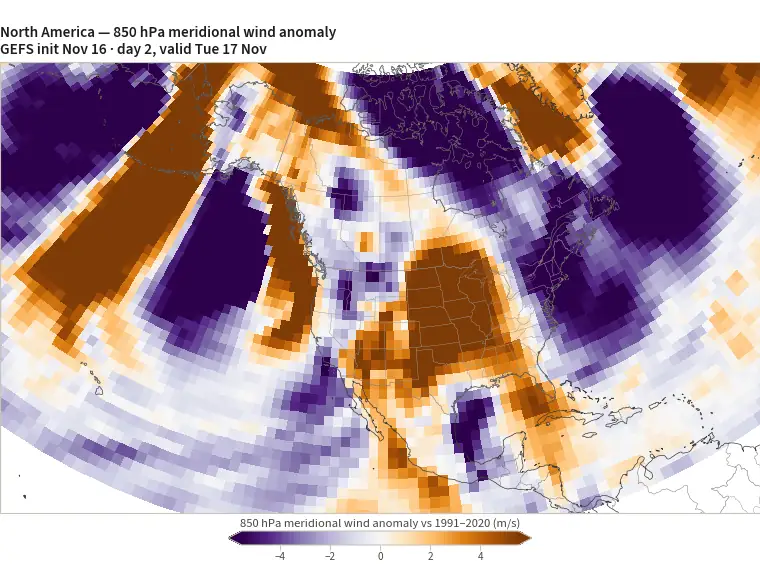 North America — 850 hPa meridional wind anomaly
GEFS init Nov 16 · day 2, valid Tue 17 Nov
850 hPa meridional wind anomaly vs 1991–2020 (m/s)
−4 −2 0 2 4